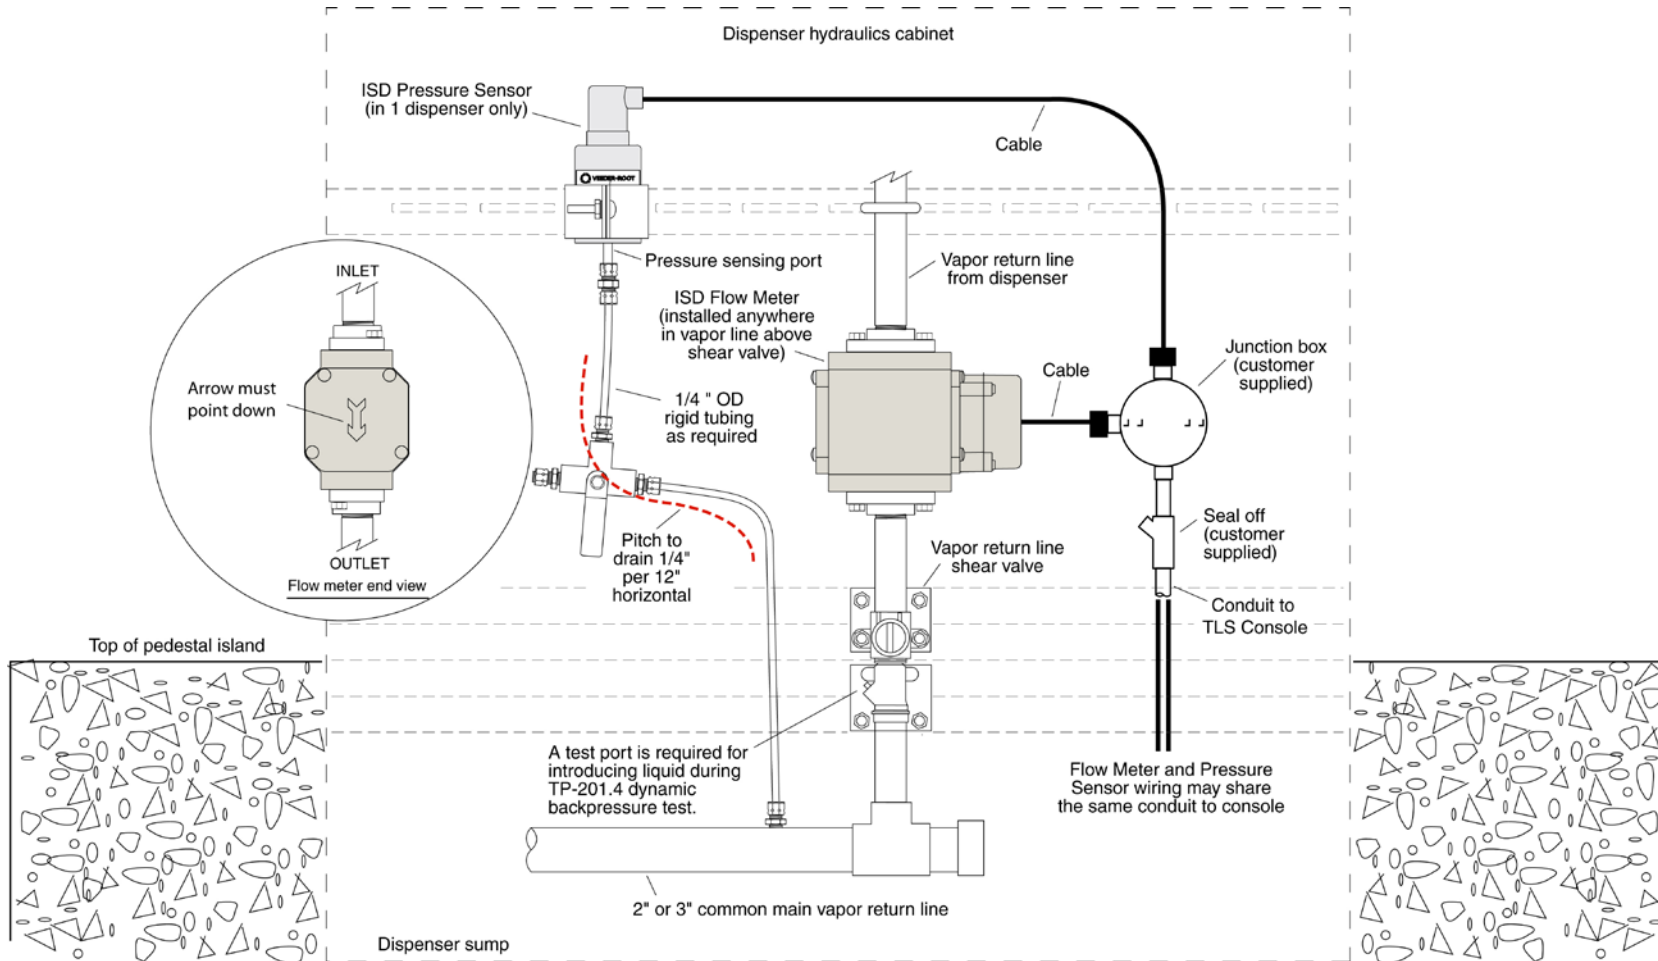 Dispenser hydraulics cabinet
ISD Pressure Sensor
(in 1 dispenser only)
Cable
VEEDER-ROOT
Pressure sensing port
Vapor return line
from dispenser
INLET
ISD Flow Meter
(installed anywhere
in vapor line above
shear valve)
Junction box
(customer
supplied)
Cable
Arrow must
point down
1/4 " OD
rigid tubing
as required
Seal off
(customer
supplied)
Pitch to
drain 1/4"
per 12"
horizontal
Vapor return line
shear valve
OUTLET
Flow meter end view
Conduit to
TLS Console
Top of pedestal island
A test port is required for
introducing liquid during
TP-201.4 dynamic
backpressure test.
Flow Meter and Pressure
Sensor wiring may share
the same conduit to console
2" or 3" common main vapor return line
Dispenser sump